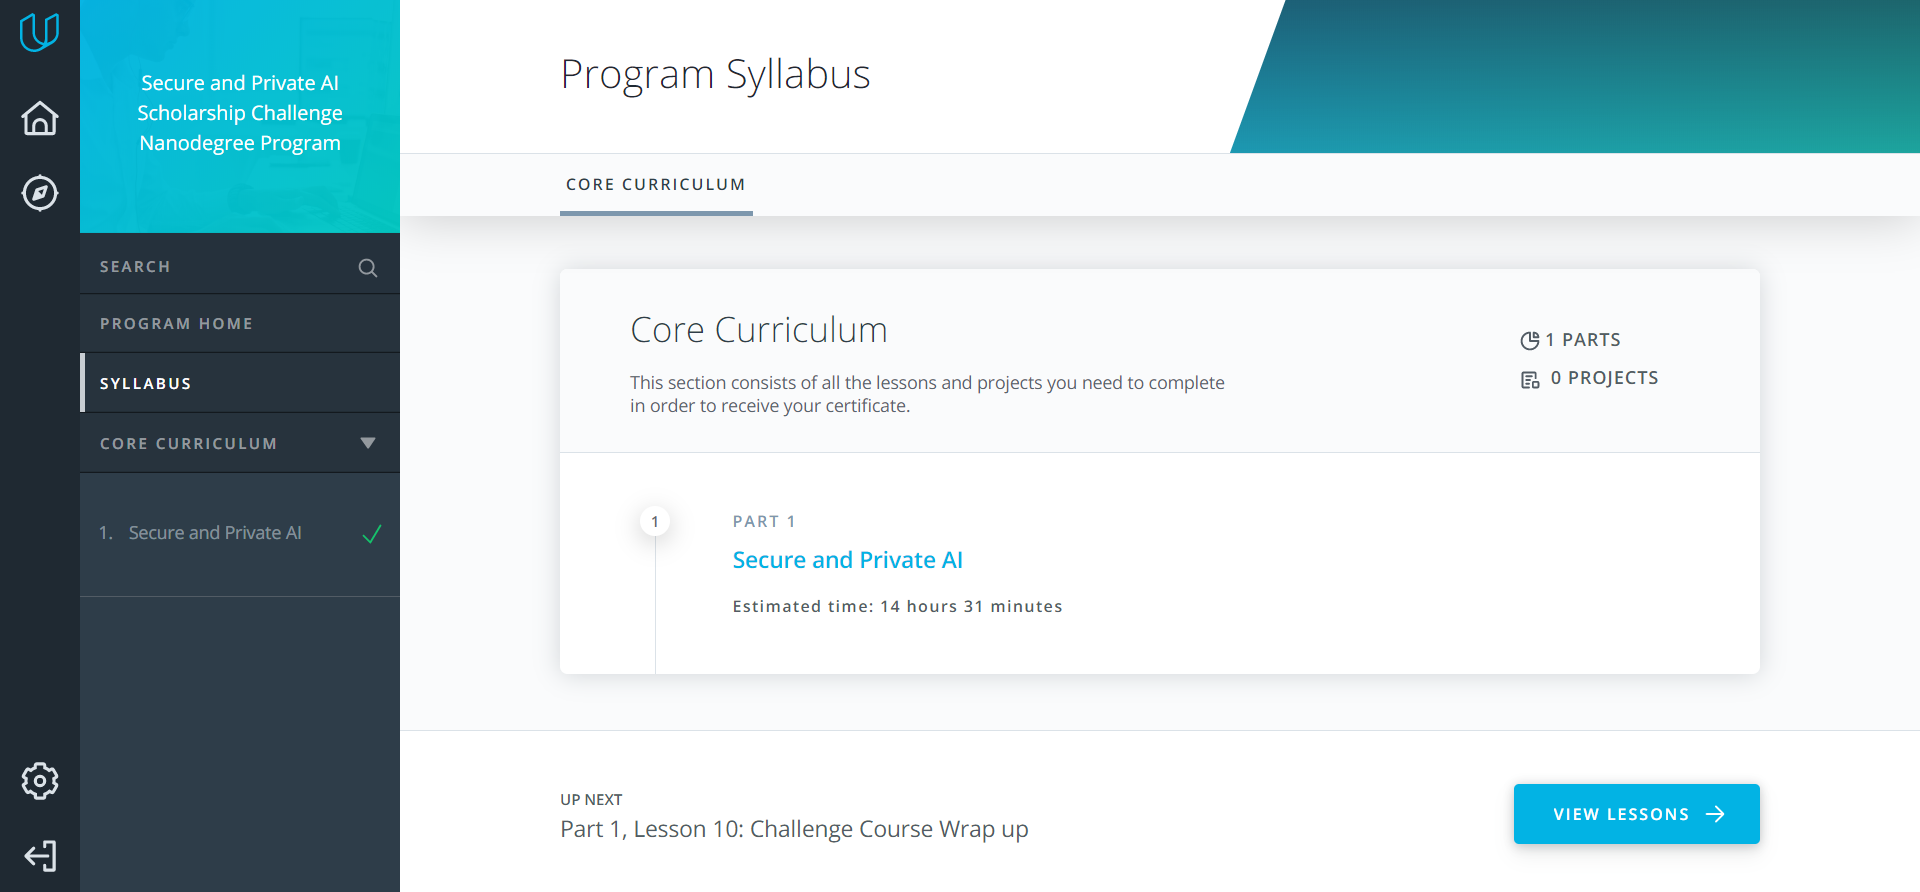 Secure and Private AI
Scholarship Challenge
Nanodegree Program
SEARCH
PROGRAM HOME
SYLLABUS
CORE CURRICULUM
1. Secure and Private AI
Program Syllabus
CORE CURRICULUM
Core Curriculum
This section consists of all the lessons and projects you need to complete
in order to receive your certificate.
1 PARTS
0 PROJECTS
1
PART 1
Secure and Private AI
Estimated time: 14 hours 31 minutes
UP NEXT
Part 1, Lesson 10: Challenge Course Wrap up
VIEW LESSONS